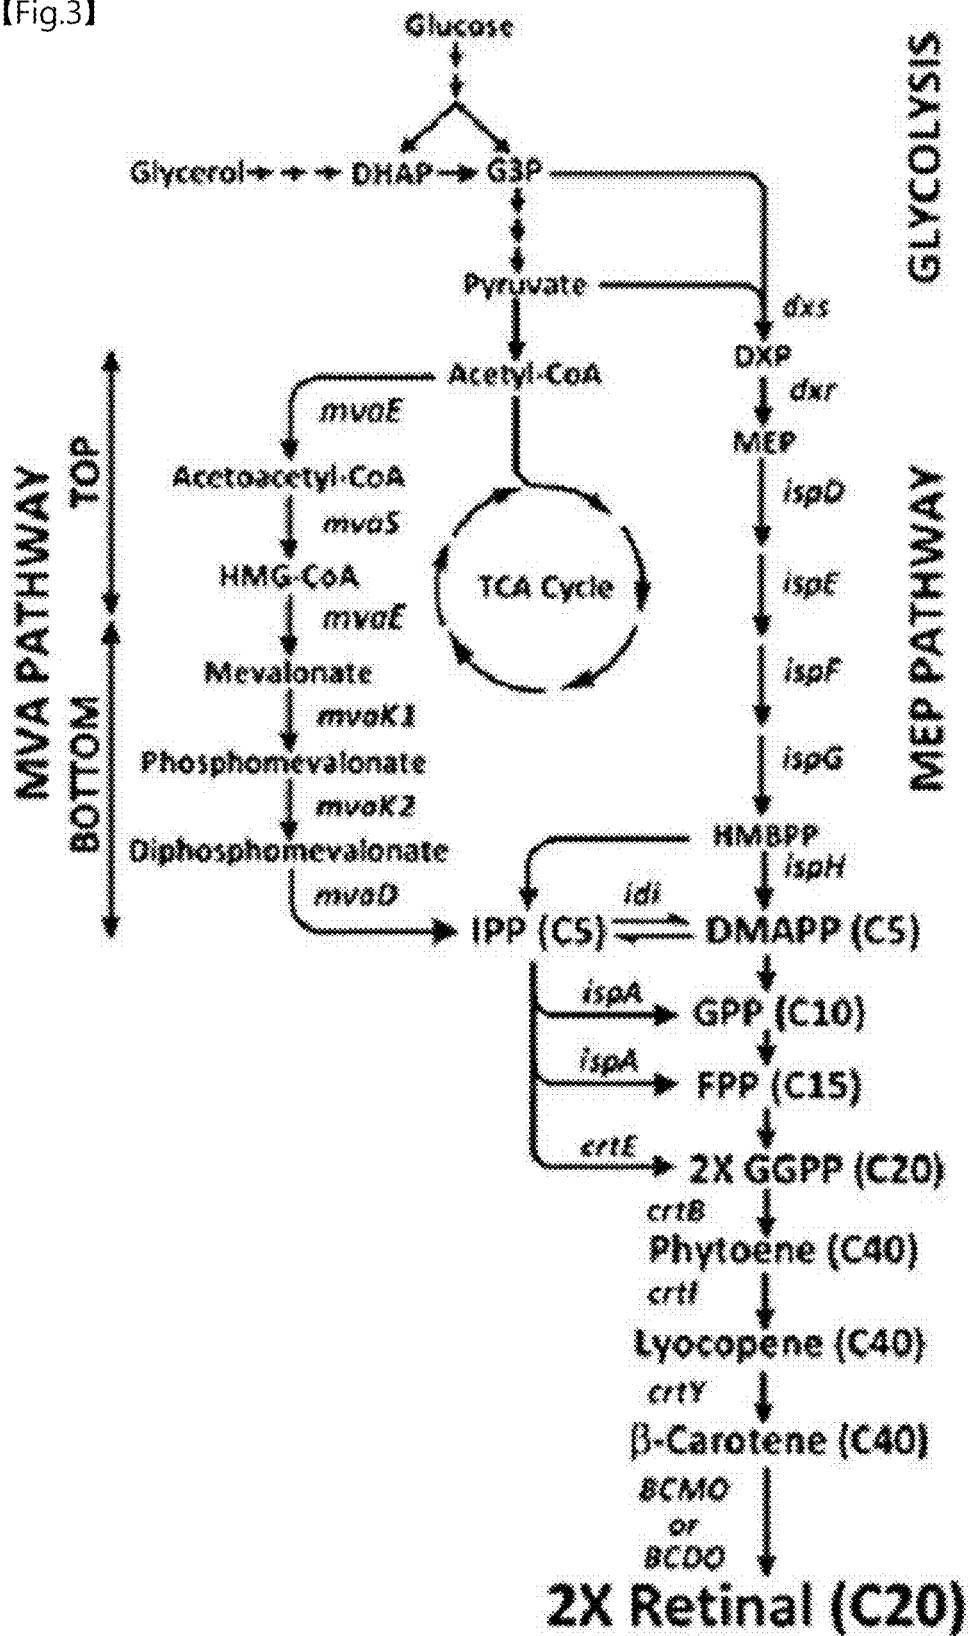 【Fig.3】
Glucose
GLYCOLYSIS
Glycerol DHAP G3P
Pyruvate
dxs
DXP
Acetyl-CoA
dxr
mvaE
MEP
MVA PATHWAY
TOP
Acetoacetyl-CoA
ispD
MEP PATHWAY
mvaS
HMG-CoA
TCA Cycle
ispE
mvaE
Mevalonate
ispF
mvaK1
BOTTOM
Phosphomevalonate
ispG
mvaK2
HMBPP
Diphosphomevalonate
ispH
mvaD
idi
IPP (C5) DMAPP (C5)
ispA
GPP (C10)
ispA
FPP (C15)
crtE
2X GGPP (C20)
crtB
Phytoene (C40)
crtI
Lyocopene (C40)
crtY
β-Carotene (C40)
BCMO
or
BCDO
2X Retinal (C20)